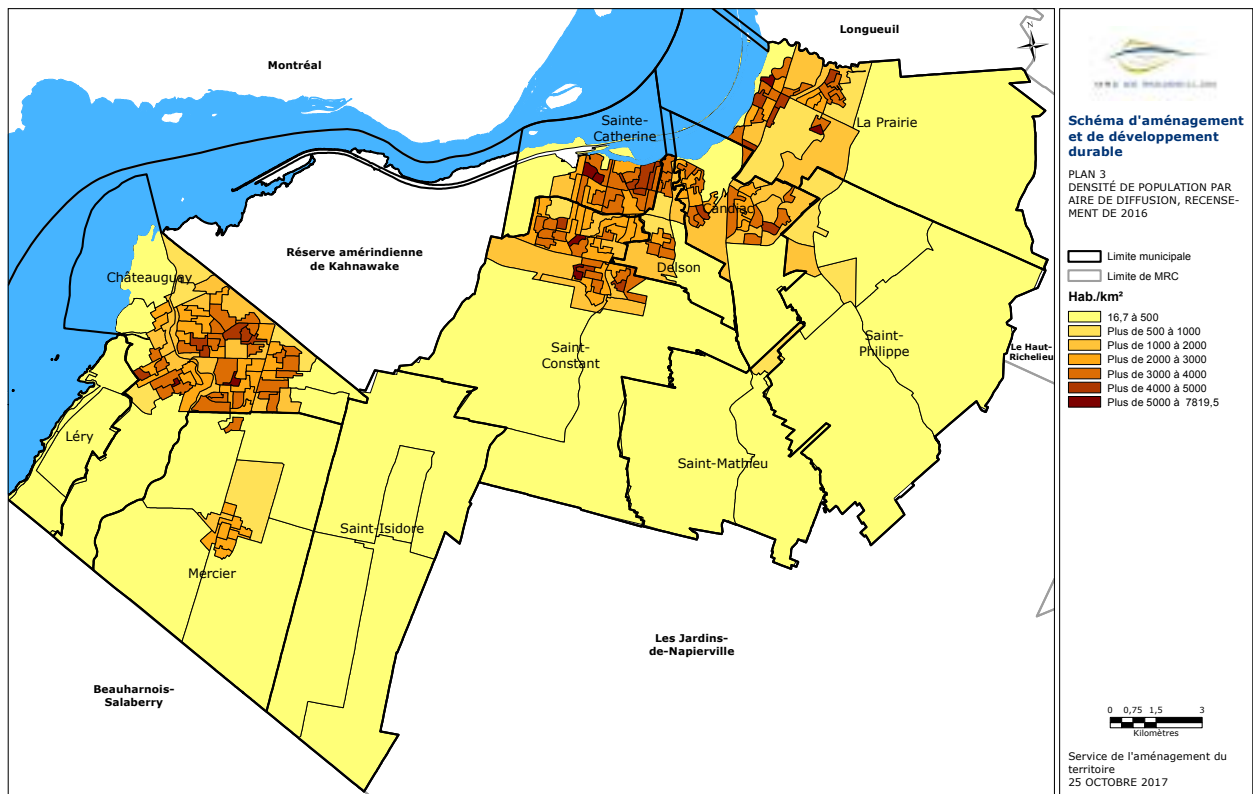 Longueuil
Montréal
Sainte-
Catherine
La Prairie
Candiac
Réserve amérindienne
de Kahnawake
Châteauguay
Delson
Saint-
Constant
Saint-
Philippe
Le Haut-
Richelieu
Léry
Saint-Mathieu
Saint-Isidore
Mercier
Les Jardins-
de-Napierville
Beauharnois-
Salaberry
N
Schéma d'aménagement
et de développement
durable
PLAN 3
DENSITÉ DE POPULATION PAR
AIRE DE DIFFUSION, RECENSE-
MENT DE 2016
Limite municipale
Limite de MRC
Hab./km²
16,7 à 500
Plus de 500 à 1000
Plus de 1000 à 2000
Plus de 2000 à 3000
Plus de 3000 à 4000
Plus de 4000 à 5000
Plus de 5000 à 7819,5
0 0,75 1,5 3
Kilomètres
Service de l'aménagement du
territoire
25 OCTOBRE 2017